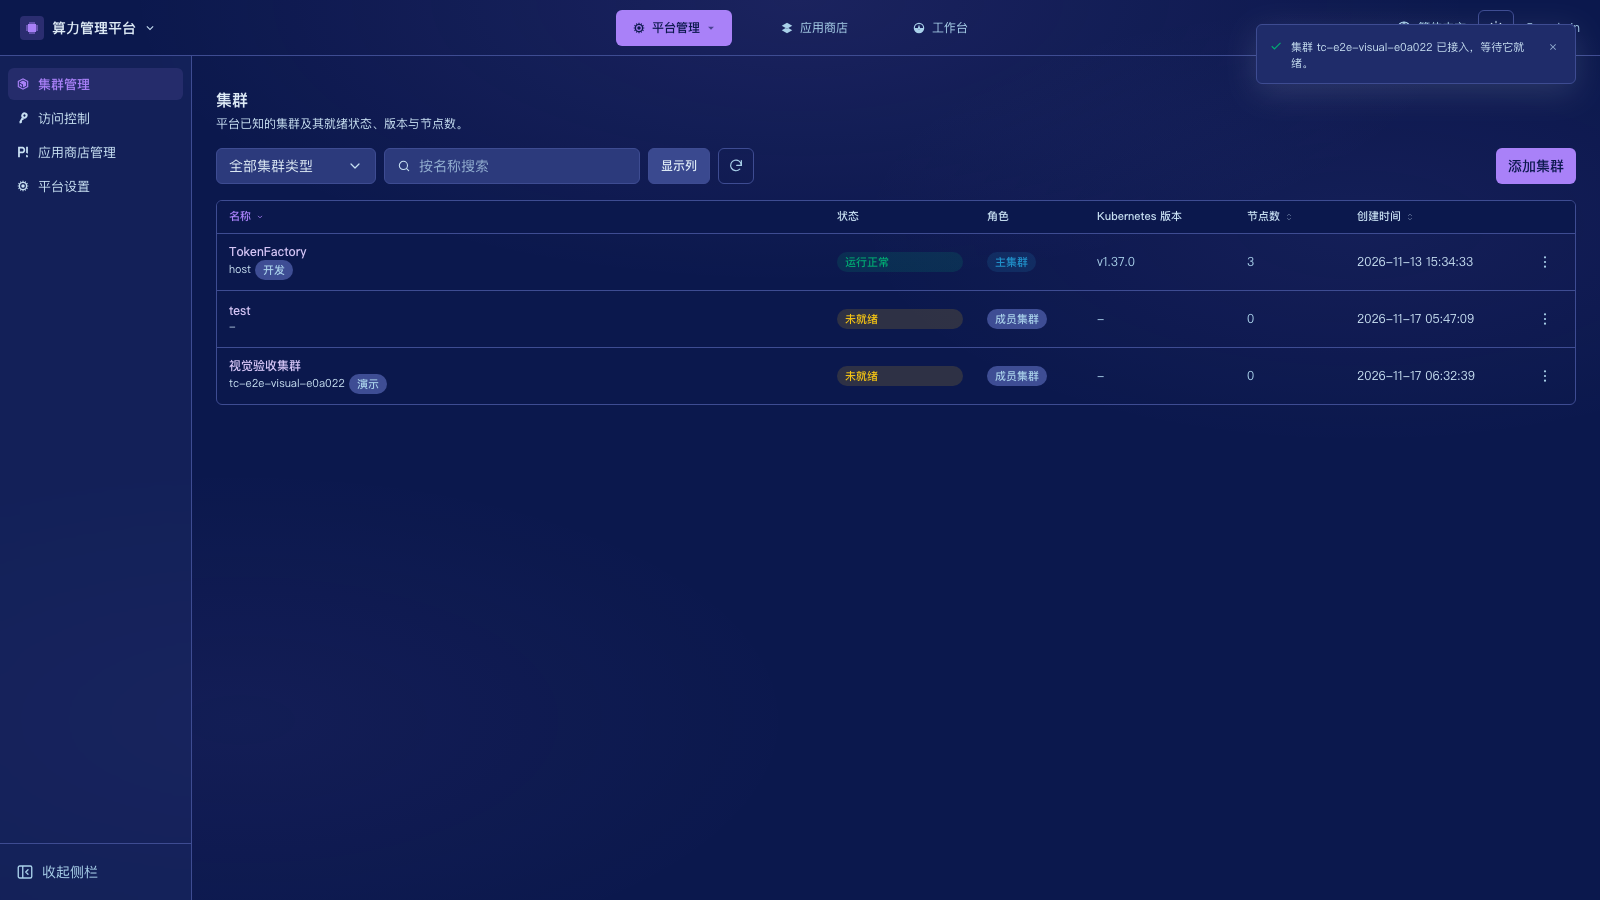 算力管理平台
平台管理
应用商店
工作台
集群 tc-e2e-visual-e0a022 已接入，等待它就
绪。
集群管理
访问控制
应用商店管理
平台设置
收起侧栏
集群
平台已知的集群及其就绪状态、版本与节点数。
全部集群类型
按名称搜索
显示列
添加集群
名称 状态 角色 Kubernetes 版本 节点数 创建时间
TokenFactory
host 开发 运行正常 主集群 v1.37.0 3 2026-11-13 15:34:33
test
– 未就绪 成员集群 – 0 2026-11-17 05:47:09
视觉验收集群
tc-e2e-visual-e0a022 演示 未就绪 成员集群 – 0 2026-11-17 06:32:39